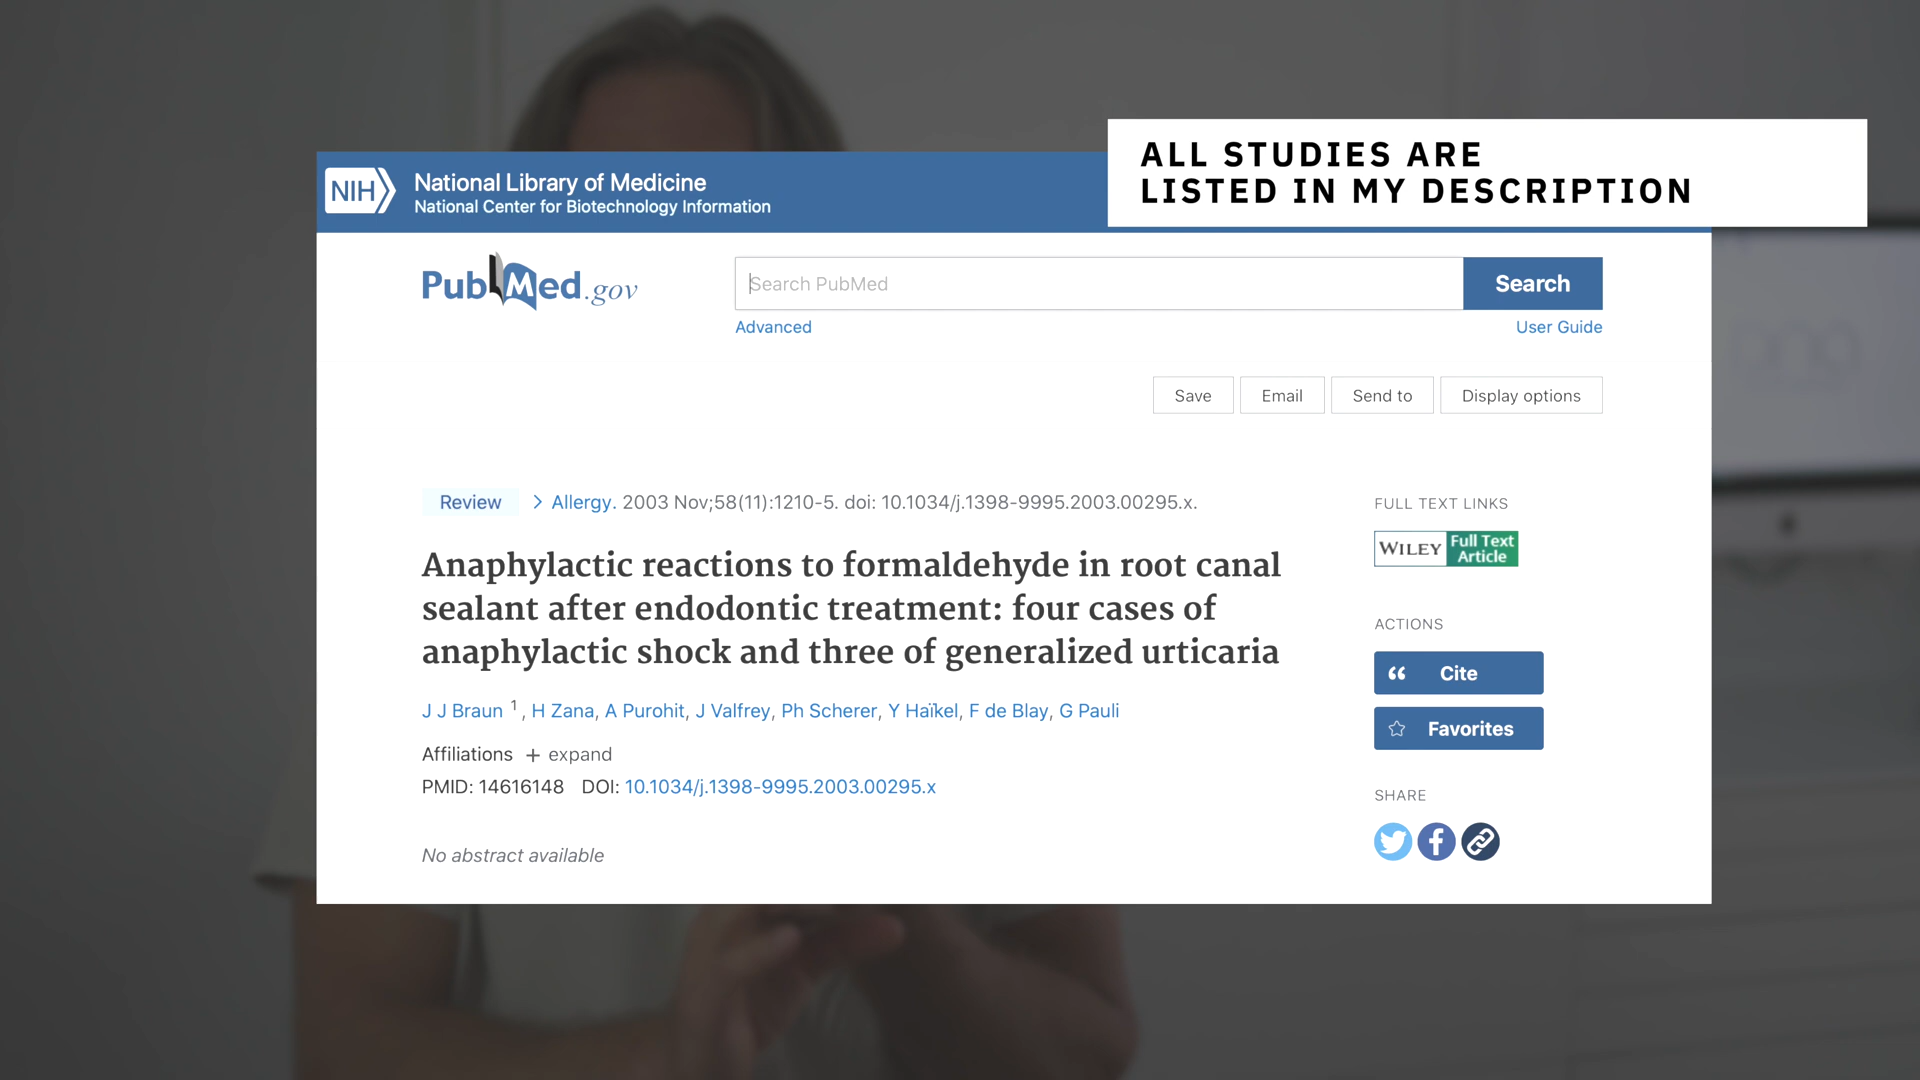 ALL STUDIES ARE
LISTED IN MY DESCRIPTION
NIH
National Library of Medicine
National Center for Biotechnology Information
PubMed.gov
Search PubMed
Search
Advanced
User Guide
Save
Email
Send to
Display options
Review
Allergy. 2003 Nov;58(11):1210-5. doi: 10.1034/j.1398-9995.2003.00295.x.
Anaphylactic reactions to formaldehyde in root canal
sealant after endodontic treatment: four cases of
anaphylactic shock and three of generalized urticaria
J J Braun 1, H Zana, A Purohit, J Valfrey, Ph Scherer, Y Haïkel, F de Blay, G Pauli
Affiliations + expand
PMID: 14616148 DOI: 10.1034/j.1398-9995.2003.00295.x
No abstract available
FULL TEXT LINKS
WILEY Full Text
Article
ACTIONS
Cite
Favorites
SHARE